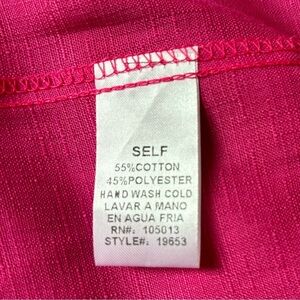 SELF
55%COTTON
45%POLYESTER
HAND WASH COLD
LAVAR A MANO
EN AGUA FRIA
RN#: 105013
STYLE#: 19653